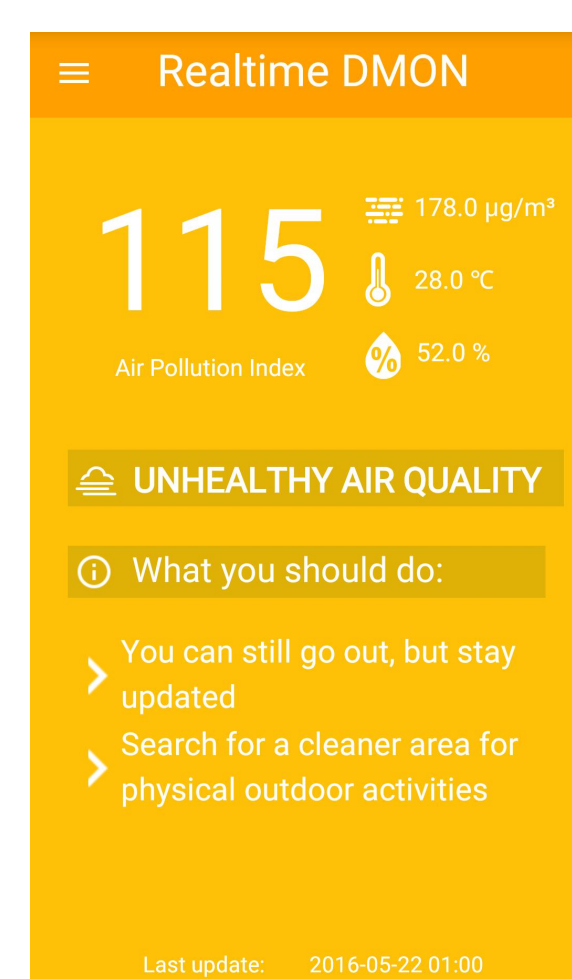 Realtime DMON
115
178.0 µg/m³
28.0 °C
52.0 %
Air Pollution Index
UNHEALTHY AIR QUALITY
What you should do:
You can still go out, but stay
updated
Search for a cleaner area for
physical outdoor activities
Last update: 2016-05-22 01:00